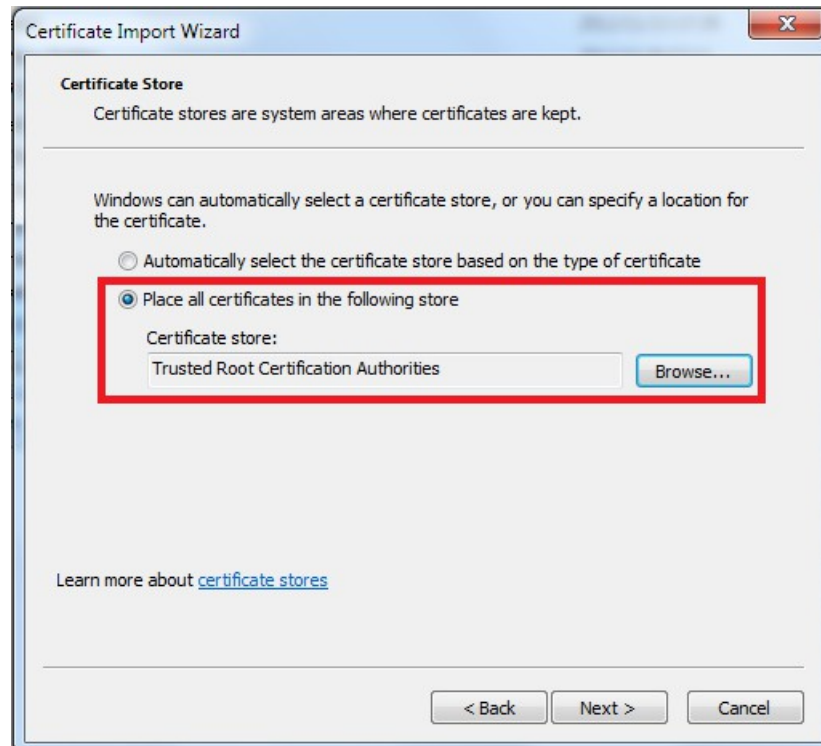 Certificate Import Wizard
Certificate Store
Certificate stores are system areas where certificates are kept.
Windows can automatically select a certificate store, or you can specify a location for
the certificate.
Automatically select the certificate store based on the type of certificate
Place all certificates in the following store
Certificate store:
Trusted Root Certification Authorities
Browse...
Learn more about certificate stores
< Back
Next >
Cancel